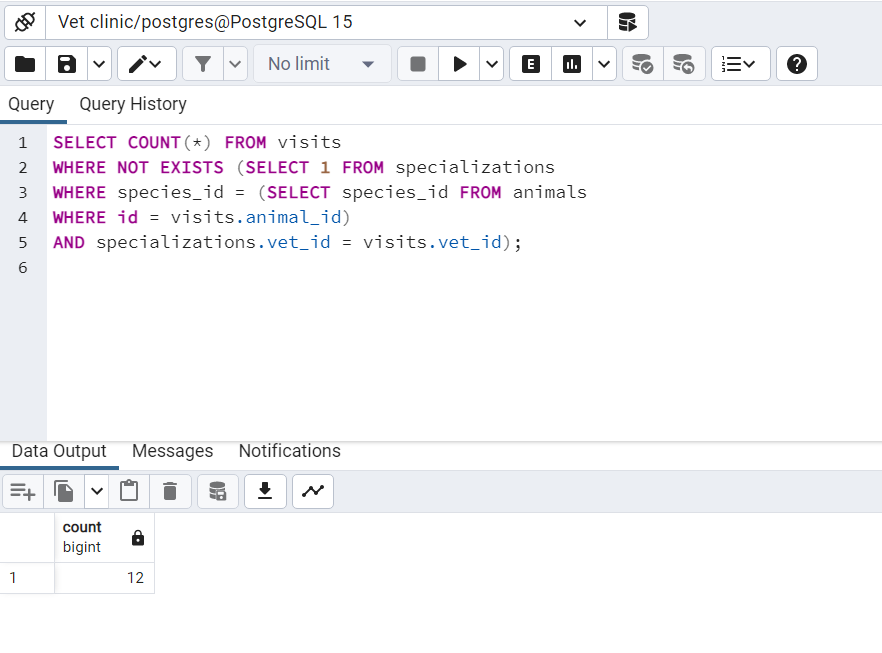 Vet clinic/postgres@PostgreSQL 15
No limit
E
Query Query History
1 SELECT COUNT(*) FROM visits
2 WHERE NOT EXISTS (SELECT 1 FROM specializations
3 WHERE species_id = (SELECT species_id FROM animals
4 WHERE id = visits.animal_id)
5 AND specializations.vet_id = visits.vet_id);
6
Data Output Messages Notifications
count
bigint
1 12